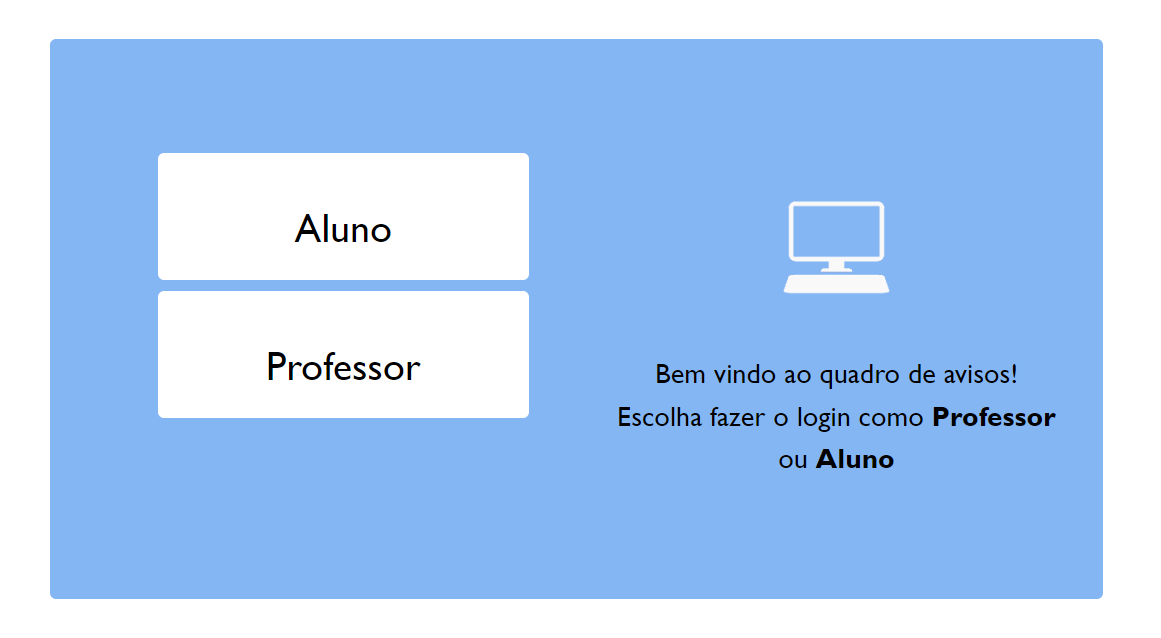 Aluno
Professor
Bem vindo ao quadro de avisos!
Escolha fazer o login como Professor
ou Aluno